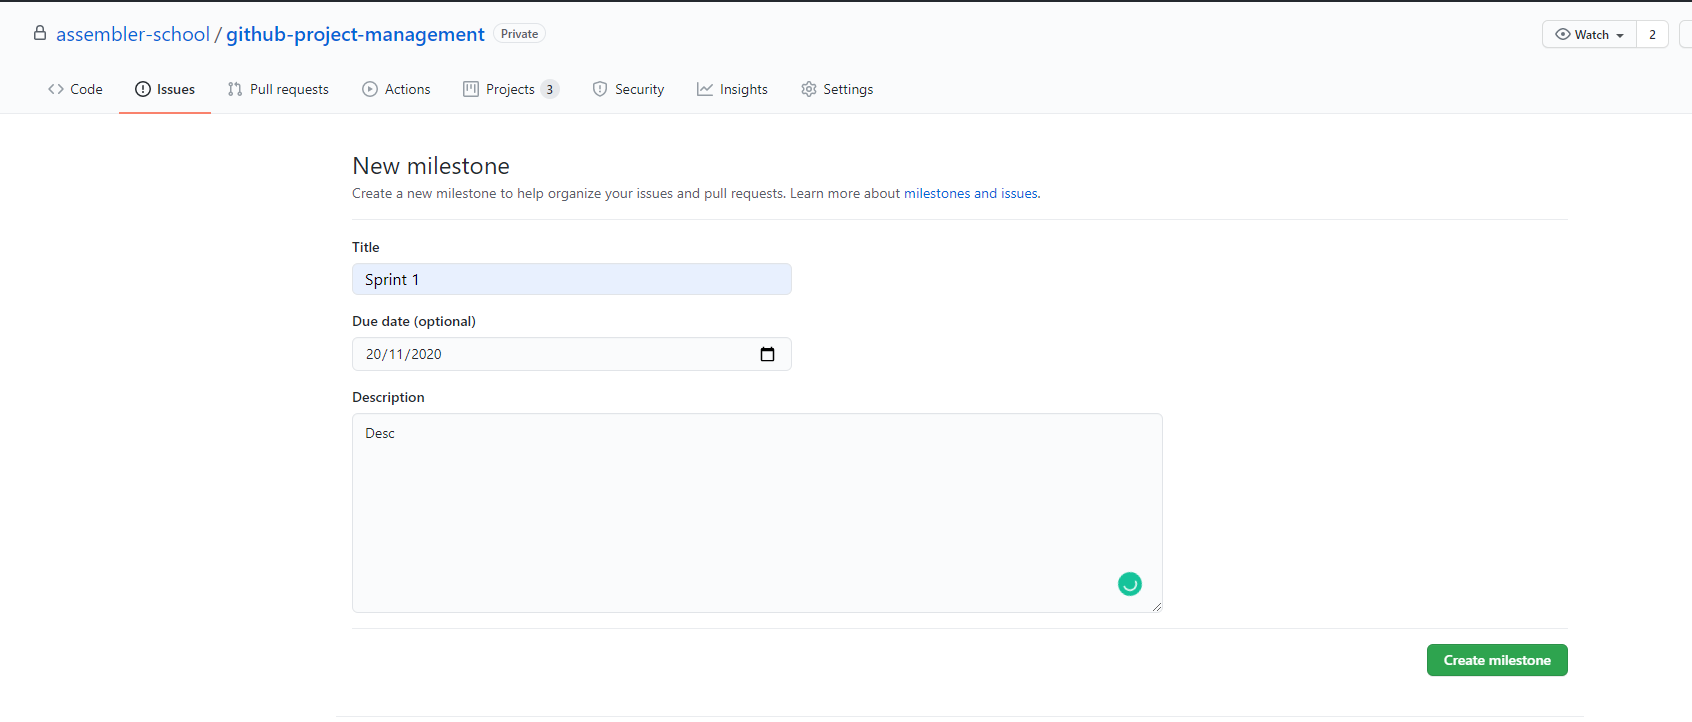 assembler-school / github-project-management Private Watch 2
Code Issues Pull requests Actions Projects 3 Security Insights Settings
New milestone
Create a new milestone to help organize your issues and pull requests. Learn more about milestones and issues.
Title
Sprint 1
Due date (optional)
20/11/2020
Description
Desc
Create milestone